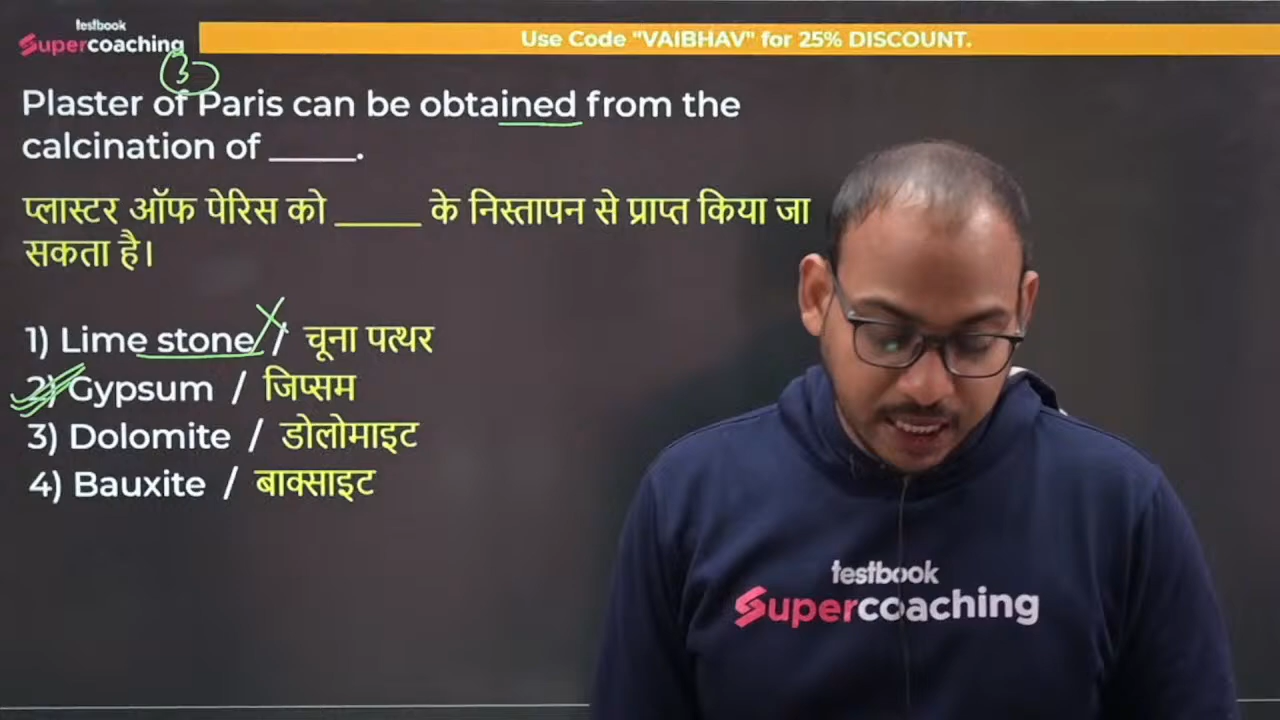 testbook
Supercoaching
Use Code "VAIBHAV" for 25% DISCOUNT.
3
Plaster of Paris can be obtained from the
calcination of _____.
प्लास्टर ऑफ पेरिस को _____ के निस्तापन से प्राप्त किया जा
सकता है।
1) Lime stone / चूना पत्थर
2) Gypsum / जिप्सम
3) Dolomite / डोलोमाइट
4) Bauxite / बाक्साइट
testbook
Supercoaching